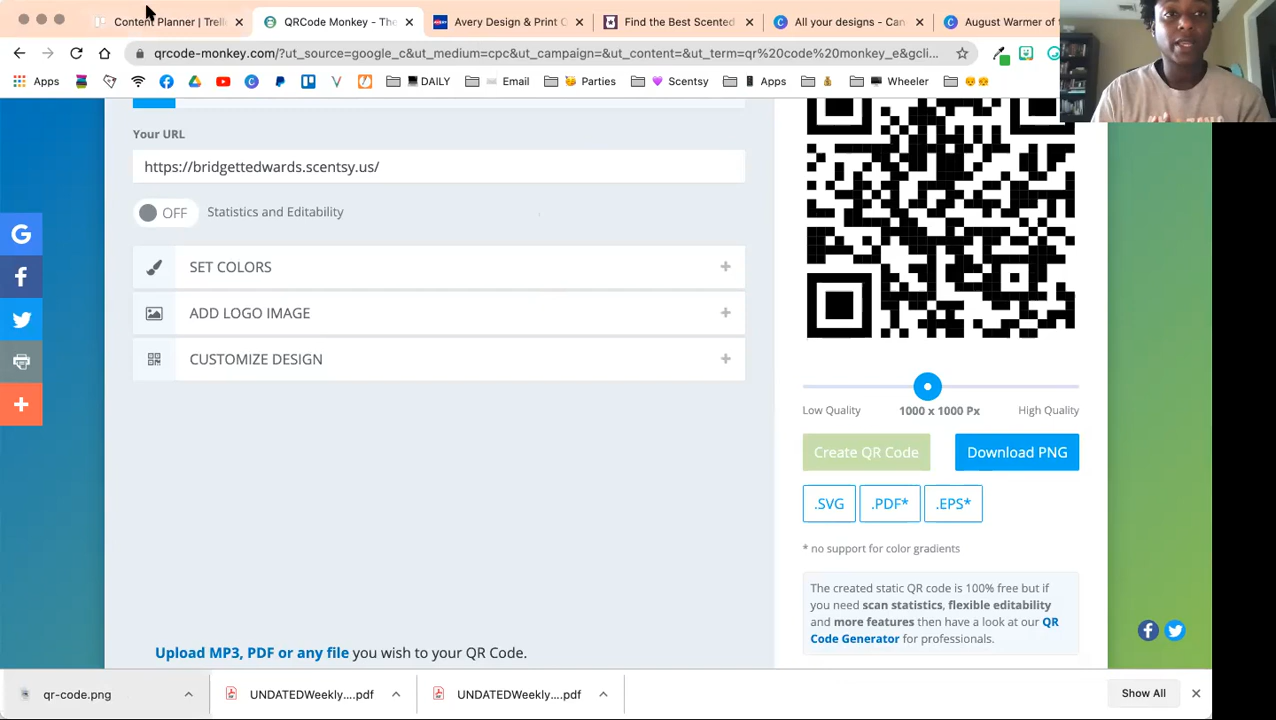 Content Planner | Trell
QRCode Monkey - The
Avery Design & Print
Find the Best Scented
All your designs - Can
August Warmer of
qrcode-monkey.com/?ut_source=google_c&ut_medium=cpc&ut_campaign=&ut_content=&ut_term=qr%20code%20monkey_e&gcli...
Apps
DAILY
Email
Parties
Scentsy
Apps
Wheeler
Your URL
https://bridgettedwards.scentsy.us/
OFF
Statistics and Editability
SET COLORS
ADD LOGO IMAGE
CUSTOMIZE DESIGN
Low Quality
1000 x 1000 Px
High Quality
Create QR Code
Download PNG
.SVG
.PDF*
.EPS*
* no support for color gradients
The created static QR code is 100% free but if
you need scan statistics, flexible editability
and more features then have a look at our QR
Code Generator for professionals.
Upload MP3, PDF or any file you wish to your QR Code.
qr-code.png
UNDATEDWeekly....pdf
UNDATEDWeekly....pdf
Show All